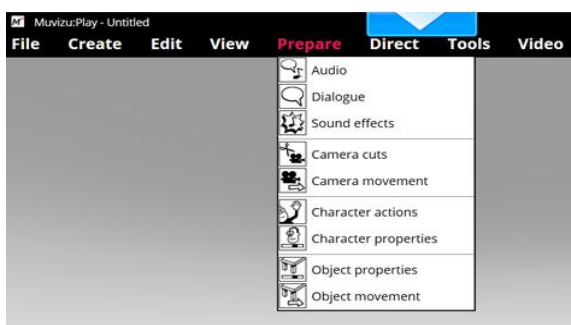 Muvizu:Play - Untitled
File Create Edit View Prepare Direct Tools Video
Audio
Dialogue
Sound effects
Camera cuts
Camera movement
Character actions
Character properties
Object properties
Object movement